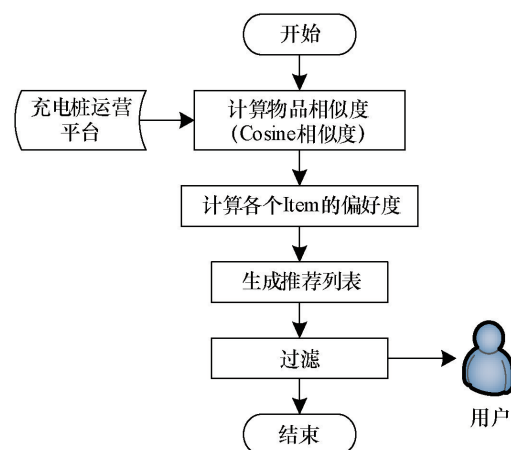 开始
充电桩运营
平台
计算物品相似度
(Cosine相似度)
计算各个Item的偏好度
生成推荐列表
过滤
用户
结束